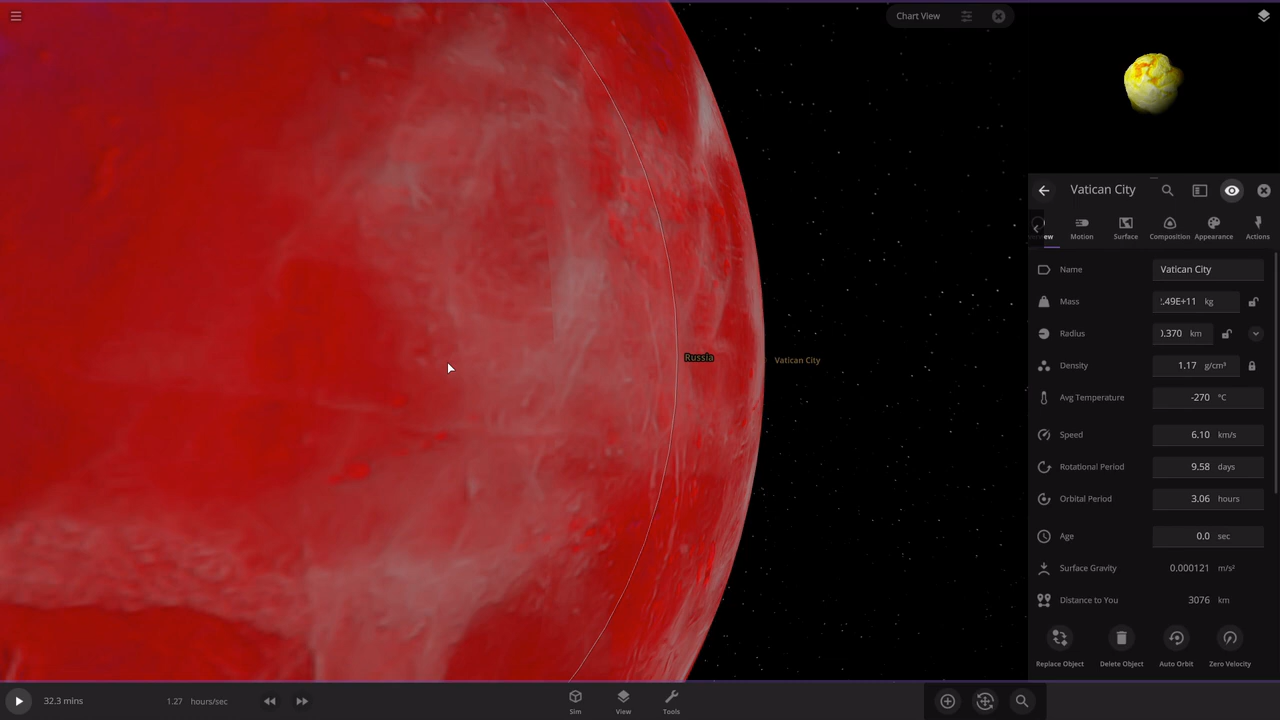 Chart View
Russia
Vatican City
Vatican City
Motion
Surface
Composition
Appearance
Actions
Name
Vatican City
Mass
.49E+11 kg
Radius
.370 km
Density
1.17 g/cm³
Avg Temperature
-270 °C
Speed
6.10 km/s
Rotational Period
9.58 days
Orbital Period
3.06 hours
Age
0.0 sec
Surface Gravity
0.000121 m/s²
Distance to You
3076 km
Replace Object
Delete Object
Auto Orbit
Zero Velocity
32.3 mins
1.27 hours/sec
Sim
View
Tools